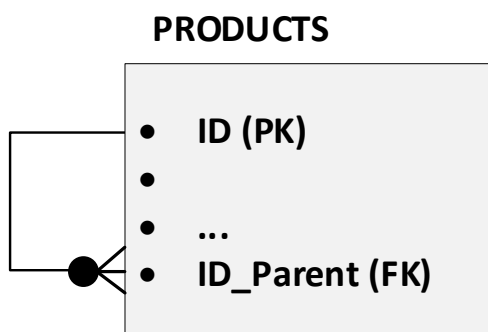 PRODUCTS
• ID (PK)
•
• ...
• ID_Parent (FK)